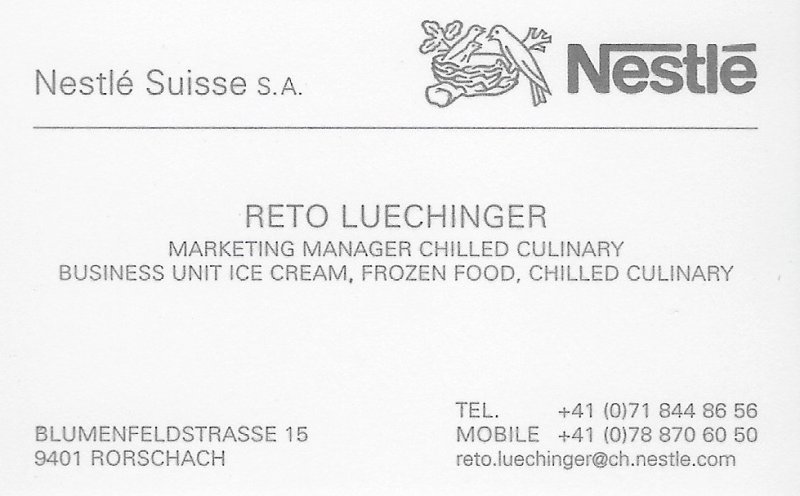 Nestlé Suisse S.A.
Nestlé
RETO LUECHINGER
MARKETING MANAGER CHILLED CULINARY
BUSINESS UNIT ICE CREAM, FROZEN FOOD, CHILLED CULINARY
BLUMENFELDSTRASSE 15
9401 RORSCHACH
TEL. +41 (0)71 844 86 56
MOBILE +41 (0)78 870 60 50
reto.luechinger@ch.nestle.com